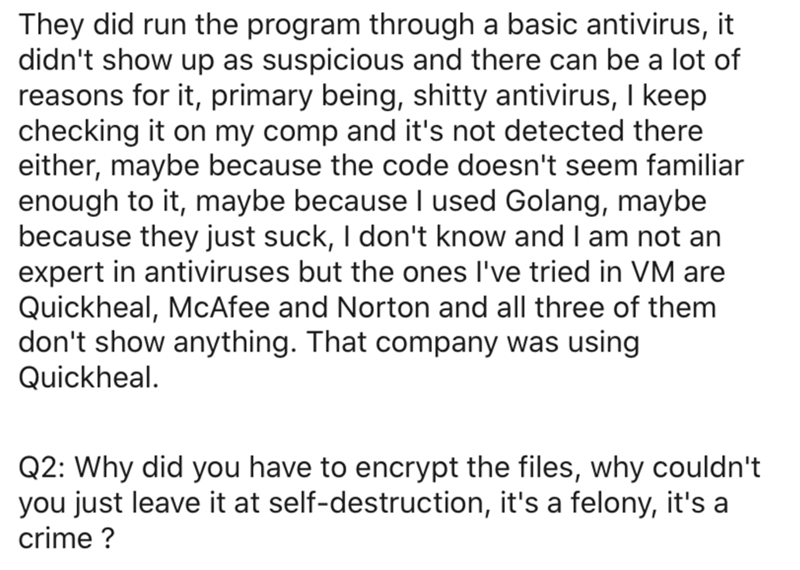 They did run the program through a basic antivirus, it
didn't show up as suspicious and there can be a lot of
reasons for it, primary being, shitty antivirus, I keep
checking it on my comp and it's not detected there
either, maybe because the code doesn't seem familiar
enough to it, maybe because I used Golang, maybe
because they just suck, I don't know and I am not an
expert in antiviruses but the ones I've tried in VM are
Quickheal, McAfee and Norton and all three of them
don't show anything. That company was using
Quickheal.
Q2: Why did you have to encrypt the files, why couldn't
you just leave it at self-destruction, it's a felony, it's a
crime ?